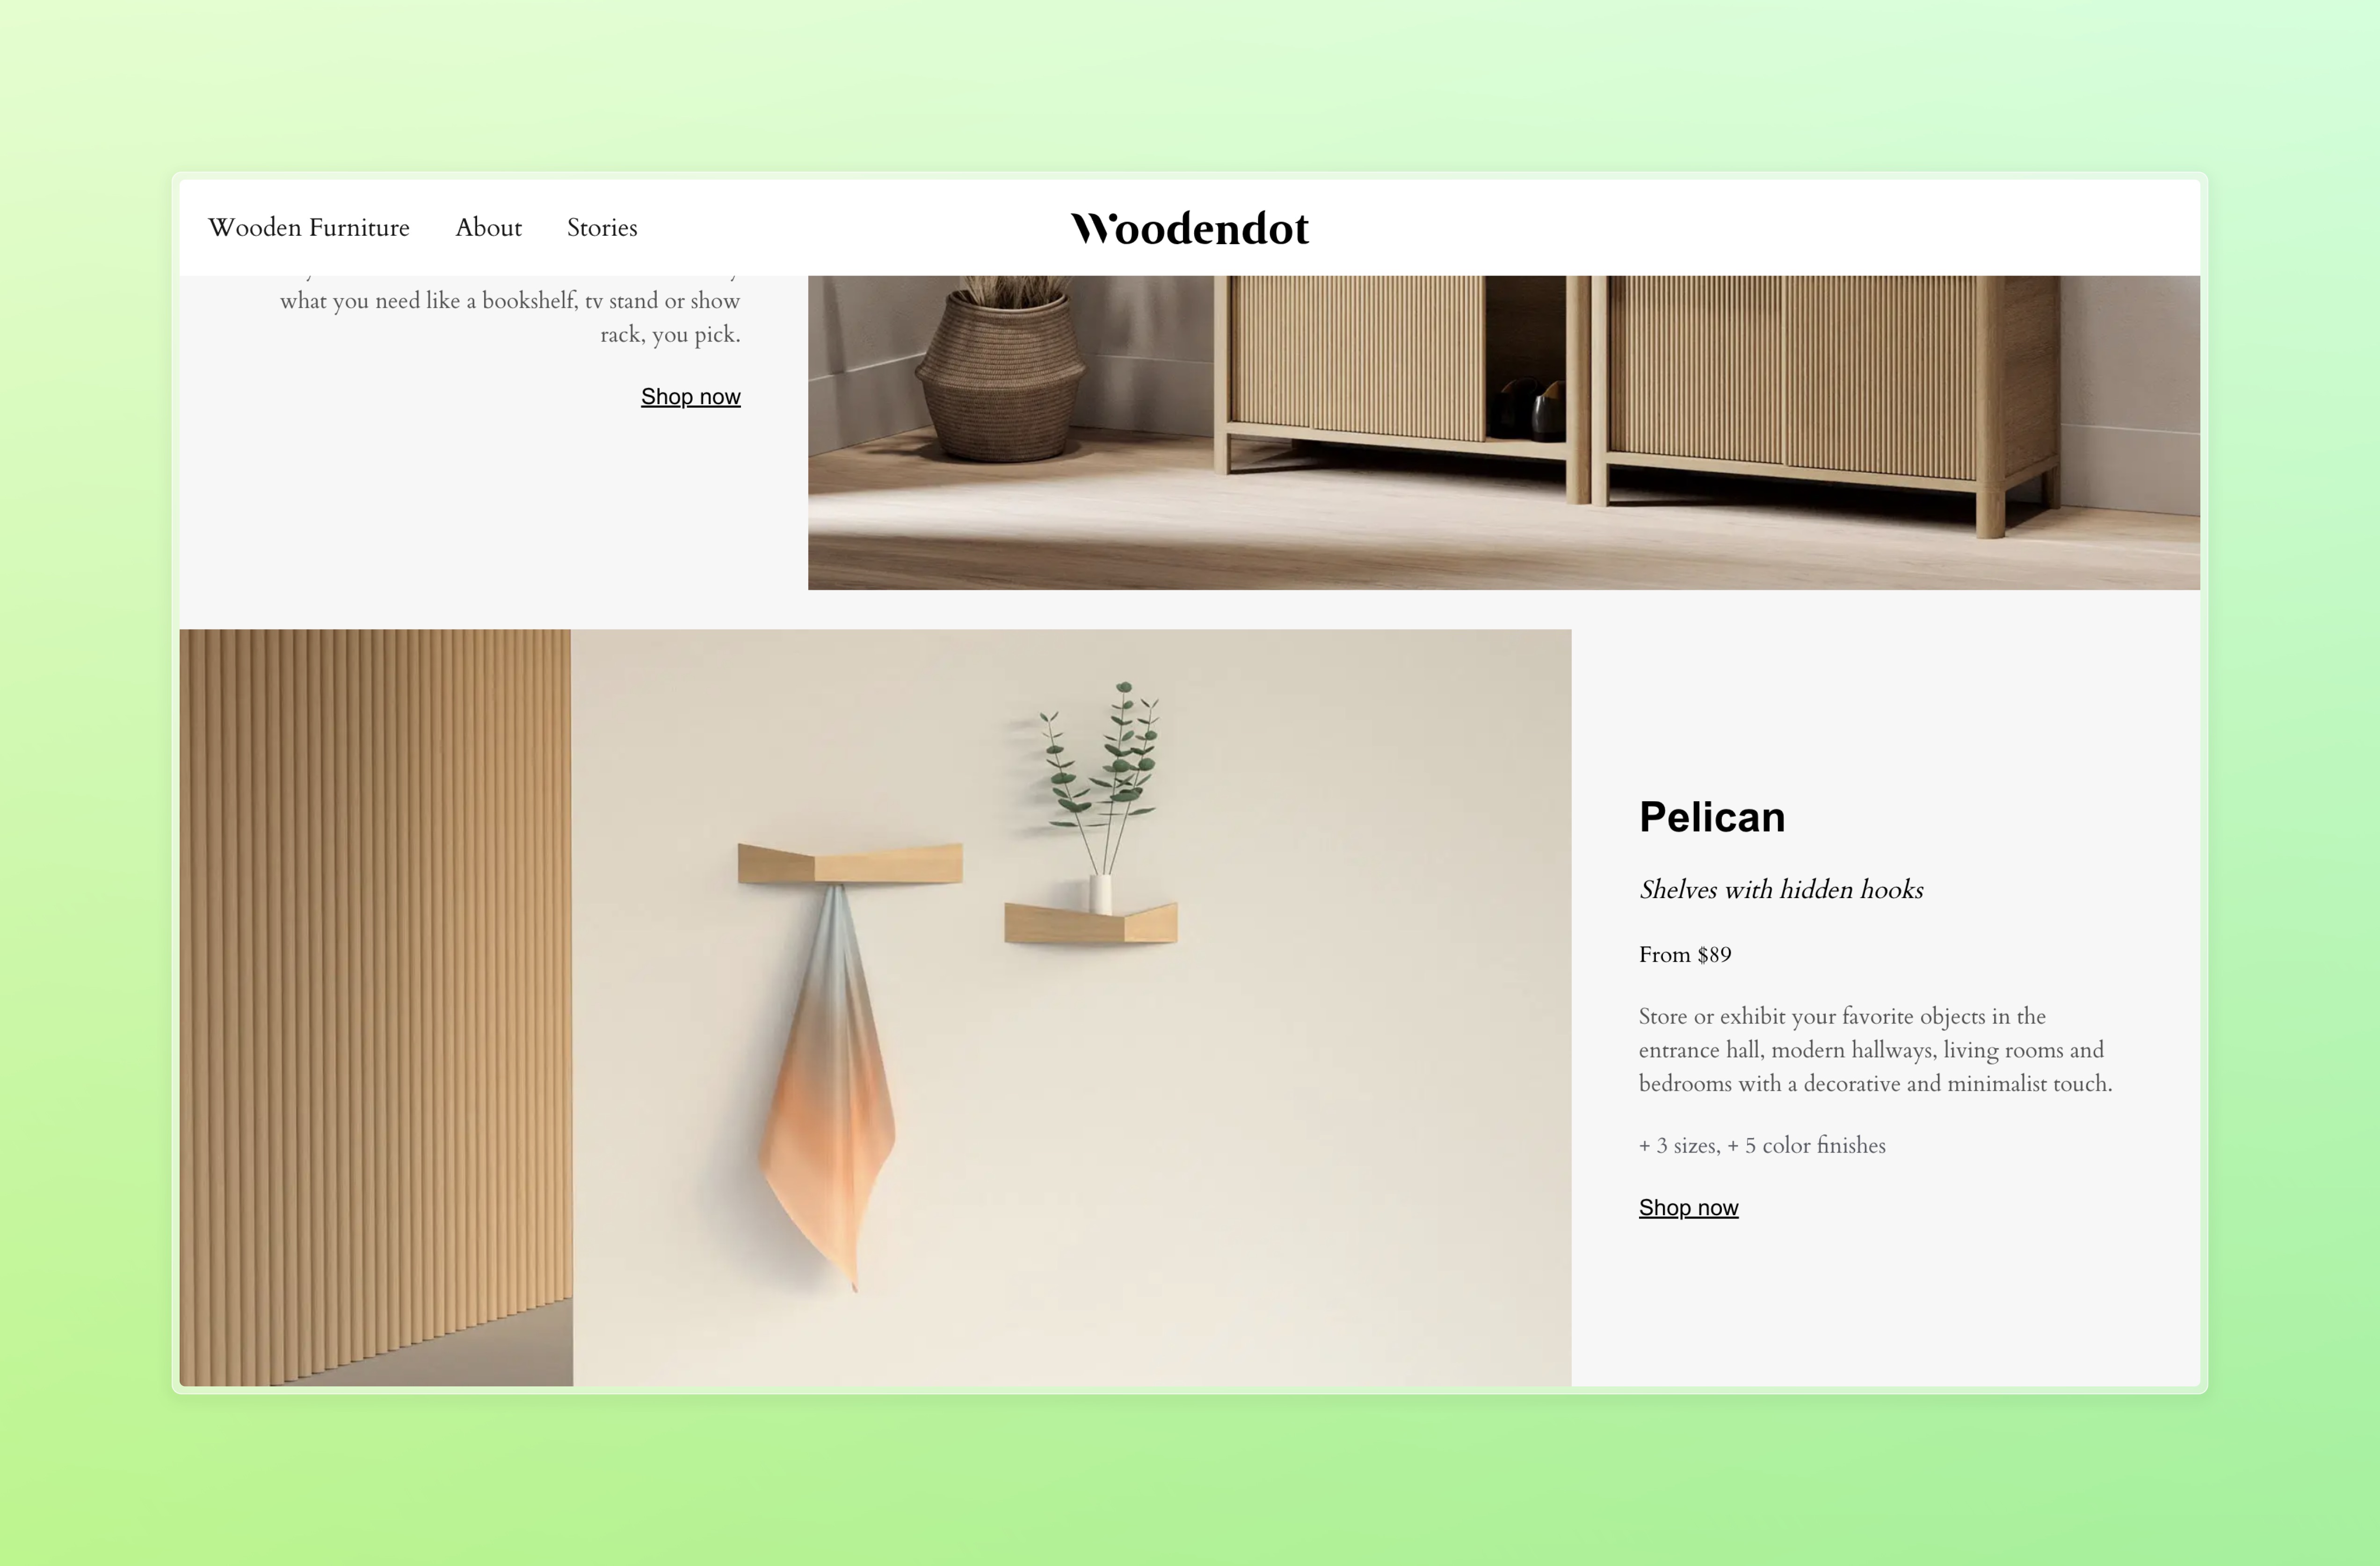 Wooden Furniture
About
Stories
Woodendot
what you need like a bookshelf, tv stand or show
rack, you pick.
Shop now
Pelican
Shelves with hidden hooks
From $89
Store or exhibit your favorite objects in the
entrance hall, modern hallways, living rooms and
bedrooms with a decorative and minimalist touch.
+ 3 sizes, + 5 color finishes
Shop now